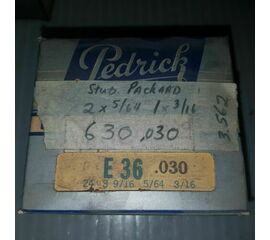 Pedrick
Stud. PACKARD
2 x 5/64 1 x 3/16
630 .030
3.562
E 36 .030
9/16 5/64 3/16